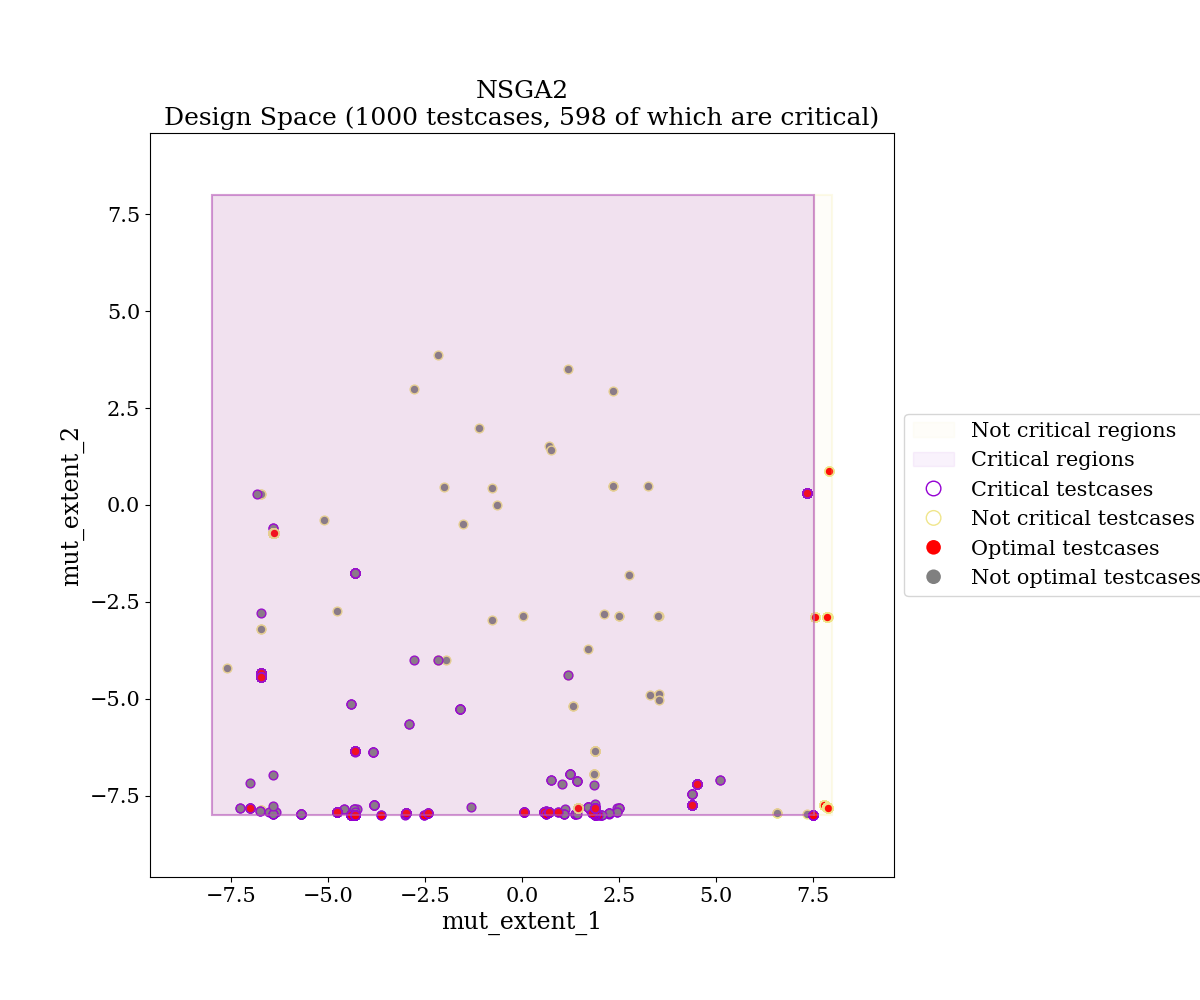 NSGA2
Design Space (1000 testcases, 598 of which are critical)
7.5
5.0
2.5
0.0
−2.5
−5.0
−7.5
mut_extent_2
−7.5
−5.0
−2.5
0.0
2.5
5.0
7.5
mut_extent_1
Not critical regions
Critical regions
Critical testcases
Not critical testcases
Optimal testcases
Not optimal testcases